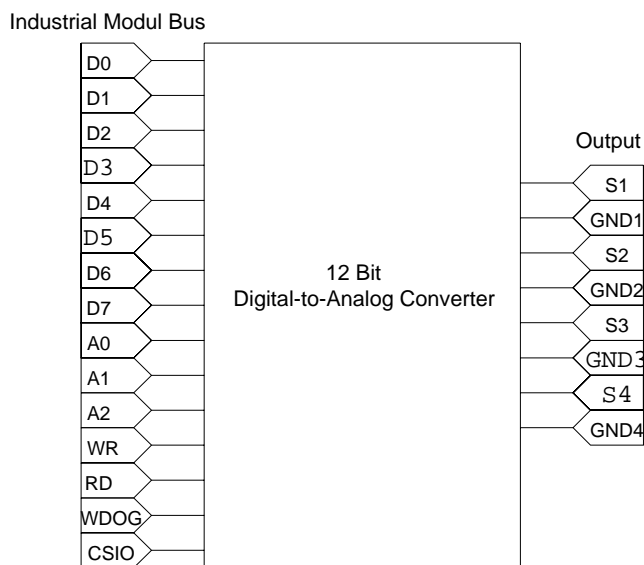 Industrial Modul Bus
D0
D1
D2
D3
D4
D5
D6
D7
A0
A1
A2
WR
RD
WDOG
CSIO
12 Bit
Digital-to-Analog Converter
Output
S1
GND1
S2
GND2
S3
GND3
S4
GND4